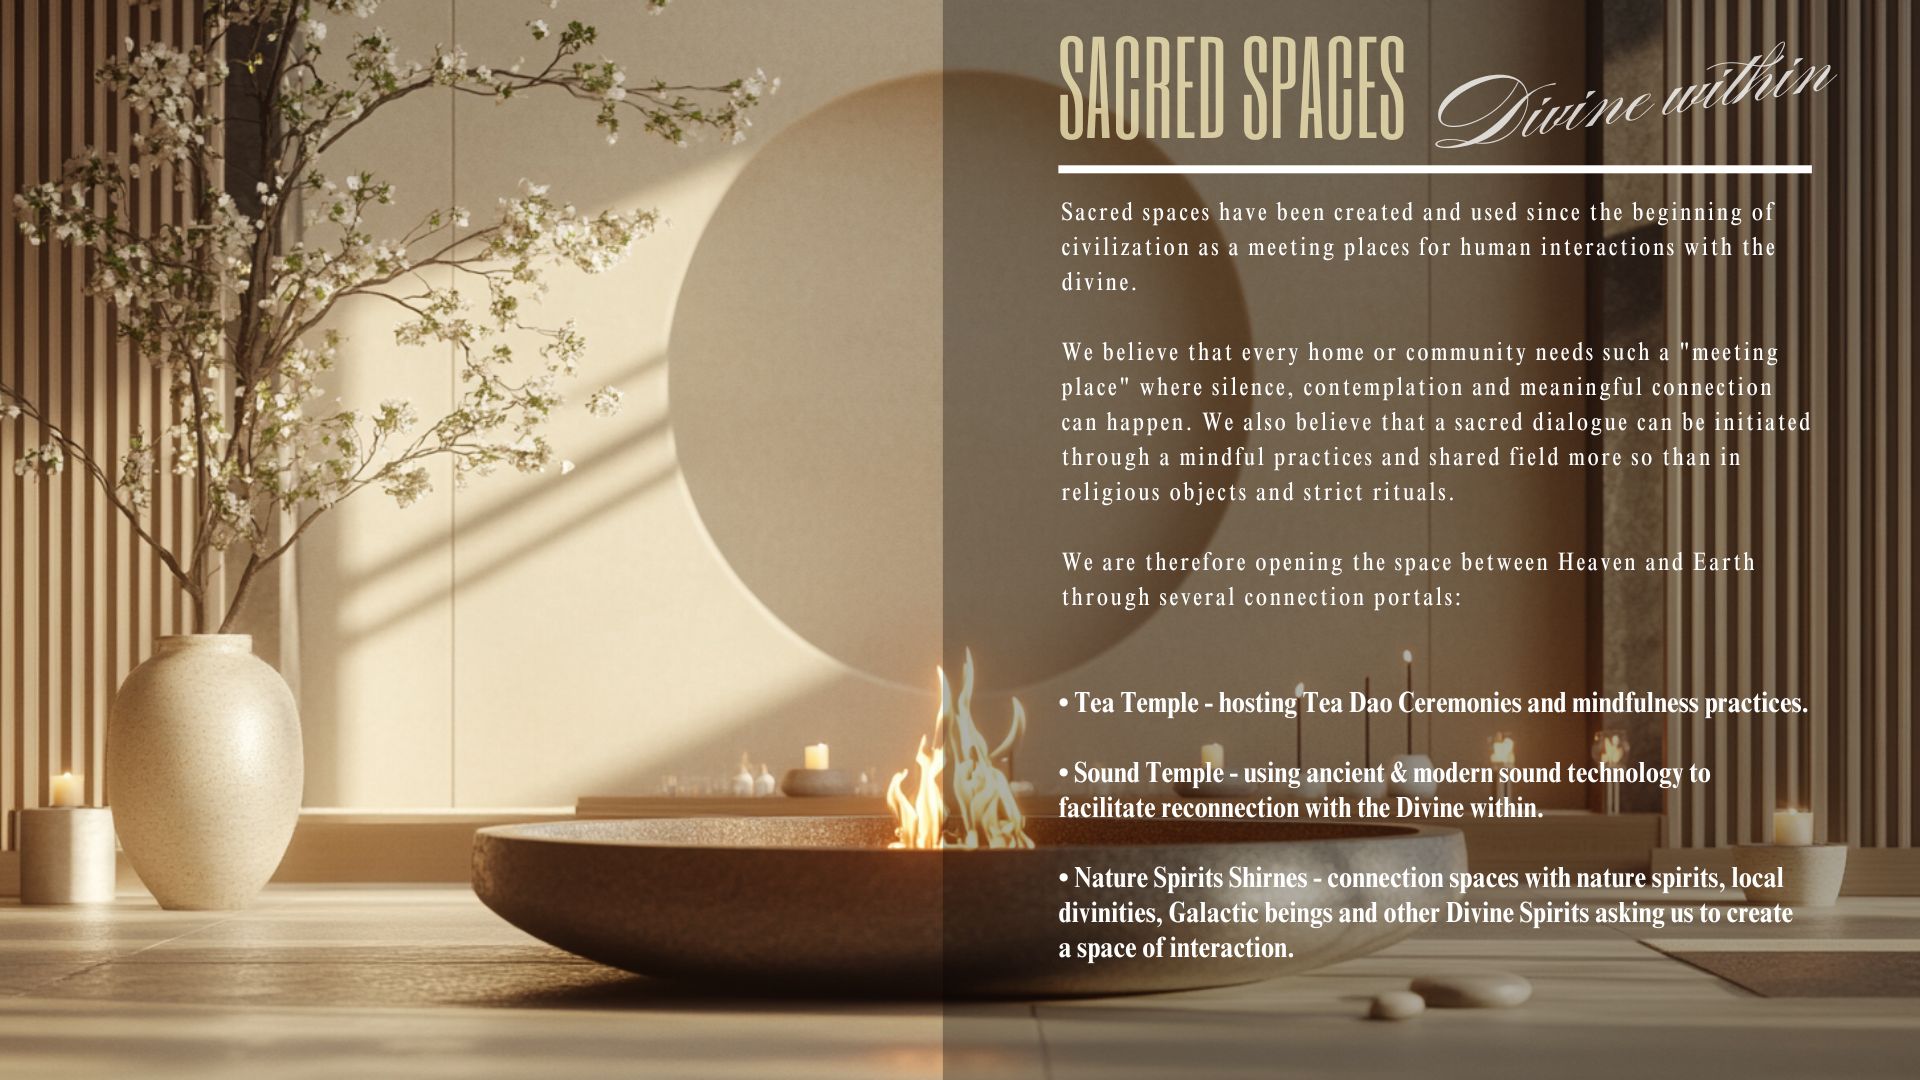 SACRED SPACES Divine within
Sacred spaces have been created and used since the beginning of
civilization as a meeting places for human interactions with the
divine.
We believe that every home or community needs such a "meeting
place" where silence, contemplation and meaningful connection
can happen. We also believe that a sacred dialogue can be initiated
through a mindful practices and shared field more so than in
religious objects and strict rituals.
We are therefore opening the space between Heaven and Earth
through several connection portals:
• Tea Temple - hosting Tea Dao Ceremonies and mindfulness practices.
• Sound Temple - using ancient & modern sound technology to
facilitate reconnection with the Divine within.
• Nature Spirits Shirnes - connection spaces with nature spirits, local
divinities, Galactic beings and other Divine Spirits asking us to create
a space of interaction.